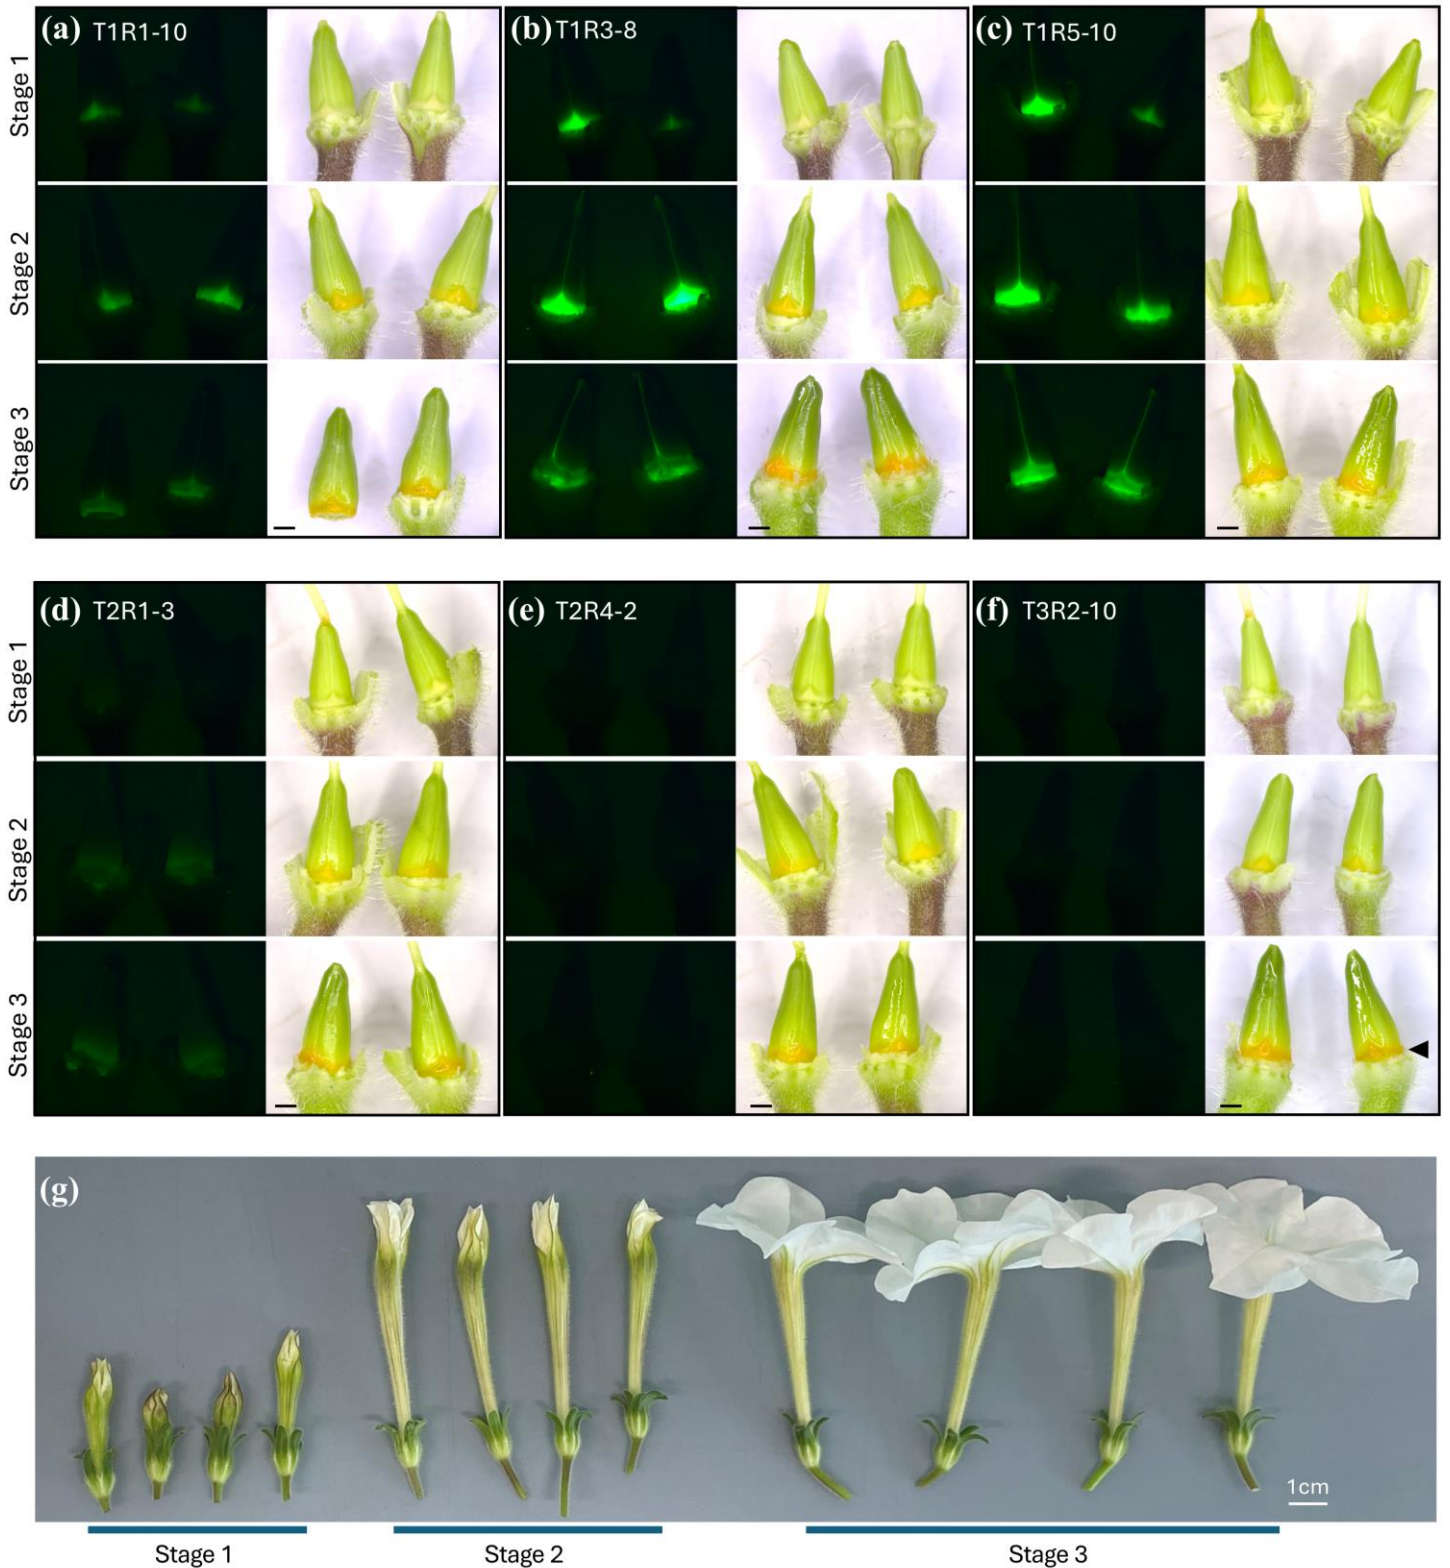 (a) T1R1-10
(b) T1R3-8
(c) T1R5-10
Stage 1
Stage 2
Stage 3
(d) T2R1-3
(e) T2R4-2
(f) T3R2-10
Stage 1
Stage 2
Stage 3
(g)
1cm
Stage 1
Stage 2
Stage 3